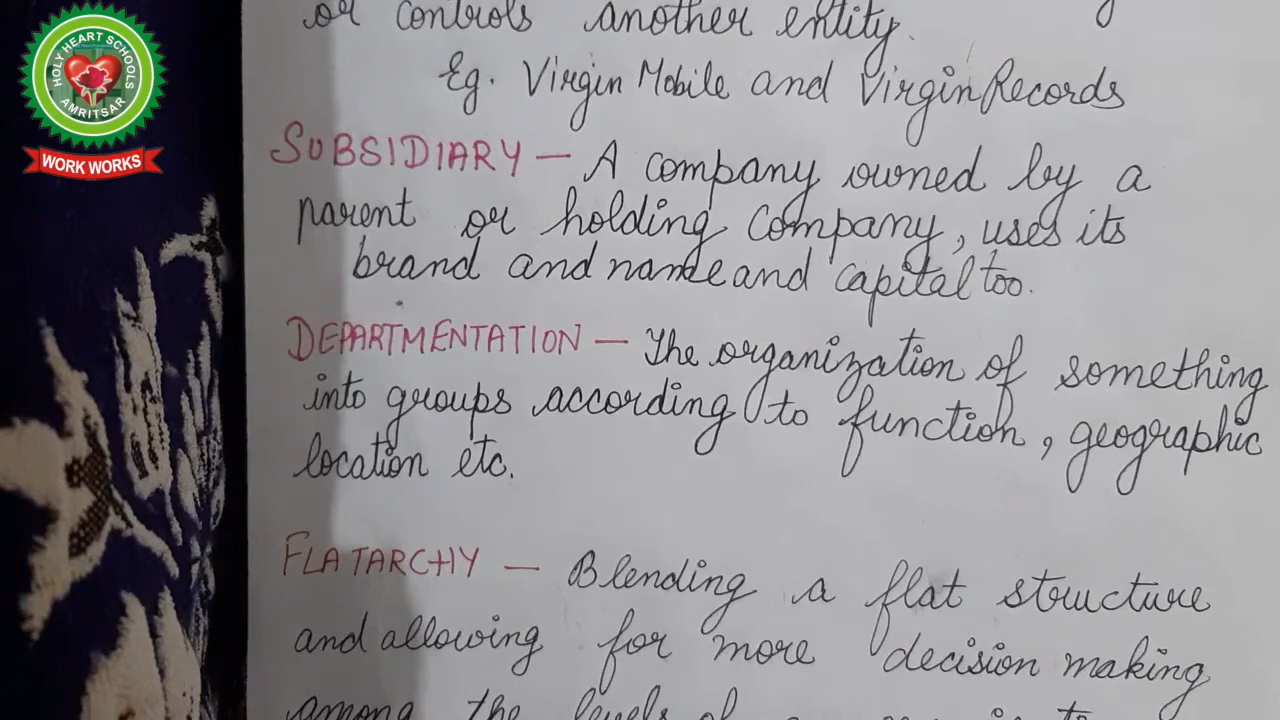 HOLY HEART SCHOOLS
AMRITSAR
WORK WORKS
or controls another entity.
Eg. Virgin Mobile and Virgin Records
SUBSIDIARY — A company owned by a
parent or holding company, uses its
brand and name and capital too.
DEPARTMENTATION — The organization of something
into groups according to function, geographic
location etc.
FLATARCHY — Blending a flat structure
and allowing for more decision making
among the levels of